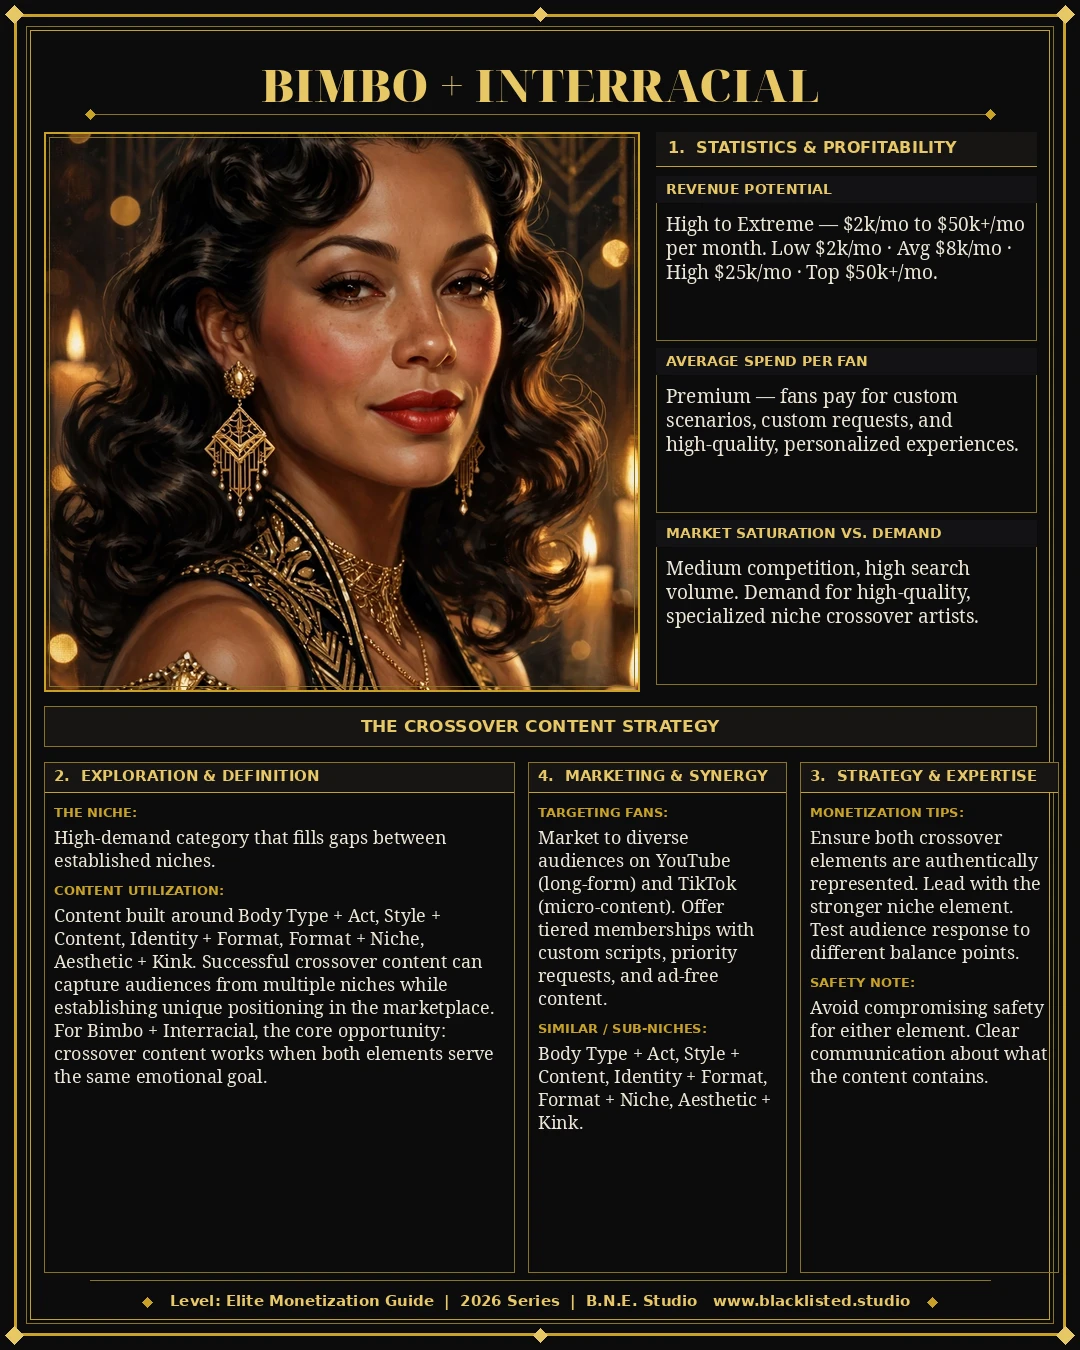 BIMBO + INTERRACIAL
1. STATISTICS & PROFITABILITY
REVENUE POTENTIAL
High to Extreme — $2k/mo to $50k+/mo
per month. Low $2k/mo · Avg $8k/mo ·
High $25k/mo · Top $50k+/mo.
AVERAGE SPEND PER FAN
Premium — fans pay for custom
scenarios, custom requests, and
high-quality, personalized experiences.
MARKET SATURATION VS. DEMAND
Medium competition, high search
volume. Demand for high-quality,
specialized niche crossover artists.
THE CROSSOVER CONTENT STRATEGY
2. EXPLORATION & DEFINITION
THE NICHE:
High-demand category that fills gaps between
established niches.
CONTENT UTILIZATION:
Content built around Body Type + Act, Style +
Content, Identity + Format, Format + Niche,
Aesthetic + Kink. Successful crossover content can
capture audiences from multiple niches while
establishing unique positioning in the marketplace.
For Bimbo + Interracial, the core opportunity:
crossover content works when both elements serve
the same emotional goal.
4. MARKETING & SYNERGY
TARGETING FANS:
Market to diverse
audiences on YouTube
(long-form) and TikTok
(micro-content). Offer
tiered memberships with
custom scripts, priority
requests, and ad-free
content.
SIMILAR / SUB-NICHES:
Body Type + Act, Style +
Content, Identity + Format,
Format + Niche, Aesthetic +
Kink.
3. STRATEGY & EXPERTISE
MONETIZATION TIPS:
Ensure both crossover
elements are authentically
represented. Lead with the
stronger niche element.
Test audience response to
different balance points.
SAFETY NOTE:
Avoid compromising safety
for either element. Clear
communication about what
the content contains.
Level: Elite Monetization Guide | 2026 Series | B.N.E. Studio www.blacklisted.studio